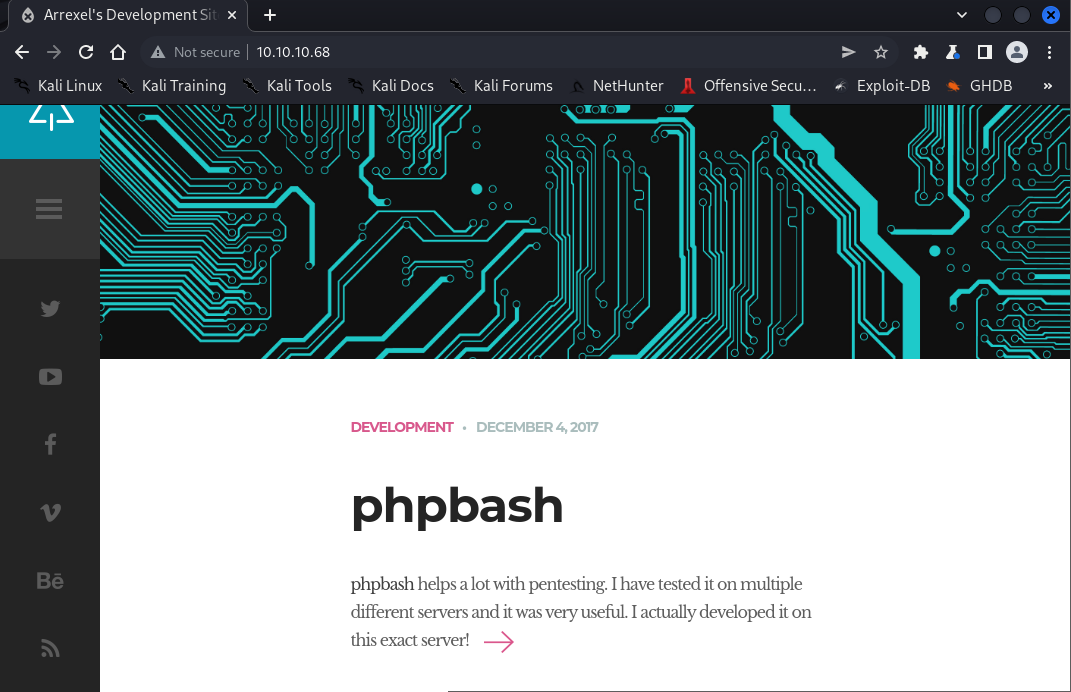 Arrexel's Development Sit
Not secure 10.10.10.68
Kali Linux Kali Training Kali Tools Kali Docs Kali Forums NetHunter Offensive Secu… Exploit-DB GHDB »
DEVELOPMENT • DECEMBER 4, 2017
phpbash
phpbash helps a lot with pentesting. I have tested it on multiple
different servers and it was very useful. I actually developed it on
this exact server!
Bē